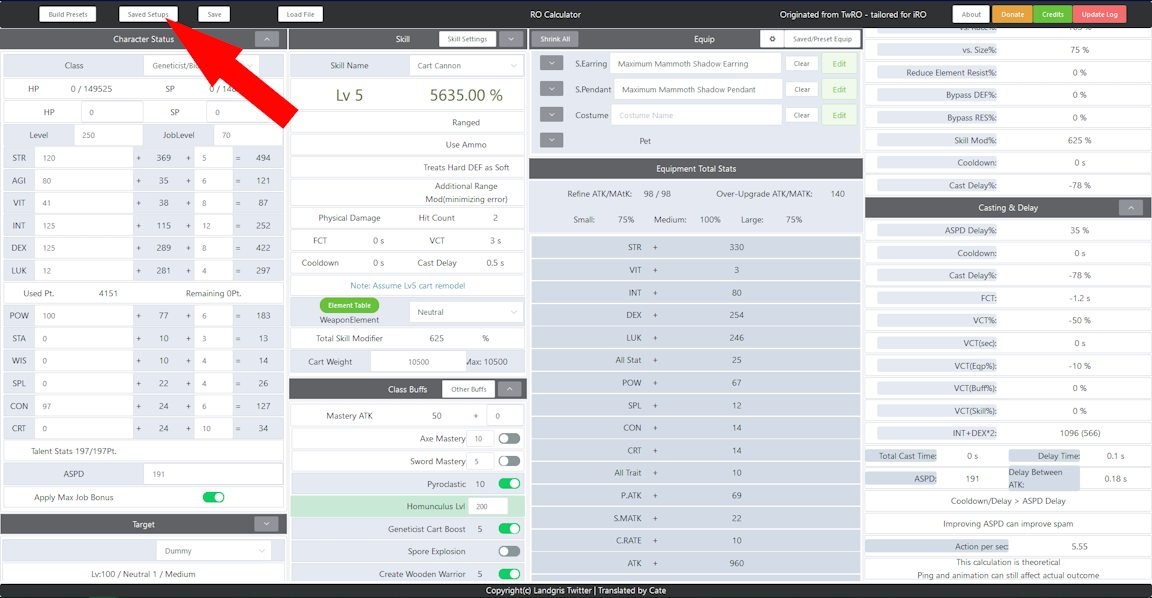 Build Presets
Saved Setups
Save
Load File
RO Calculator
Originated from TwRO - tailored for iRO
About
Donate
Credits
Update Log
Character Status
Class
HP 0 / 149525 SP
HP 0 SP 0
Level 250 JobLevel 70
STR 120 + 369 + 5 = 494
AGI 80 + 35 + 6 = 121
VIT 41 + 38 + 8 = 87
INT 125 + 115 + 12 = 252
DEX 125 + 289 + 8 = 422
LUK 12 + 281 + 4 = 297
Used Pt. 4151 Remaining 0Pt.
POW 100 + 77 + 6 = 183
STA 0 + 10 + 3 = 13
WIS 0 + 10 + 4 = 14
SPL 0 + 22 + 4 = 26
CON 97 + 24 + 6 = 127
CRT 0 + 24 + 10 = 34
Talent Stats 197/197Pt.
ASPD 191
Apply Max Job Bonus
Target
Dummy
Lv:100 / Neutral 1 / Medium
Skill
Skill Settings
Skill Name Cart Cannon
Lv 5 5635.00 %
Ranged
Use Ammo
Treats Hard DEF as Soft
Additional Range
Mod(minimizing error)
Physical Damage Hit Count 2
FCT 0 s VCT 3 s
Cooldown 0 s Cast Delay 0.5 s
Note: Assume Lv5 cart remodel
Element Table
WeaponElement
Neutral
Total Skill Modifier 625 %
Cart Weight 10500 Max: 10500
Class Buffs
Other Buffs
Mastery ATK 50 + 0
Axe Mastery 10
Sword Mastery 5
Pyroclastic 10
Homunculus Lvl 200
Geneticist Cart Boost 5
Spore Explosion
Create Wooden Warrior 5
Shrink All
Equip
Saved/Preset Equip
S.Earring Maximum Mammoth Shadow Earring Clear Edit
S.Pendant Maximum Mammoth Shadow Pendant Clear Edit
Costume Costume Name Clear Edit
Pet
Equipment Total Stats
Refine ATK/MAtK: 98 / 98 Over-Upgrade ATK/MATK: 140
Small: 75% Medium: 100% Large: 75%
STR + 330
VIT + 3
INT + 80
DEX + 254
LUK + 246
All Stat + 25
POW + 67
SPL + 12
CON + 14
CRT + 14
All Trait + 10
P.ATK + 69
S.MATK + 22
C.RATE + 10
ATK + 960
vs. Size%: 75 %
Reduce Element Resist%: 0 %
Bypass DEF%: 0 %
Bypass RES%: 0 %
Skill Mod%: 625 %
Cooldown: 0 s
Cast Delay%: -78 %
Casting & Delay
ASPD Delay%: 35 %
Cooldown: 0 s
Cast Delay%: -78 %
FCT: -1.2 s
VCT%: -50 %
VCT(sec): 0 s
VCT(Eqp%) -10 %
VCT(Buff%) 0 %
VCT(Skill%): 0 %
INT+DEX*2: 1096 (566)
Total Cast Time: 0 s Delay Time: 0.1 s
ASPD: 191 Delay Between
ATK: 0.18 s
Cooldown/Delay > ASPD Delay
Improving ASPD can improve spam
Action per sec: 5.55
This calculation is theoretical
Ping and animation can still affect actual outcome
Copyright(c) Landgris Twitter | Translated by Cate